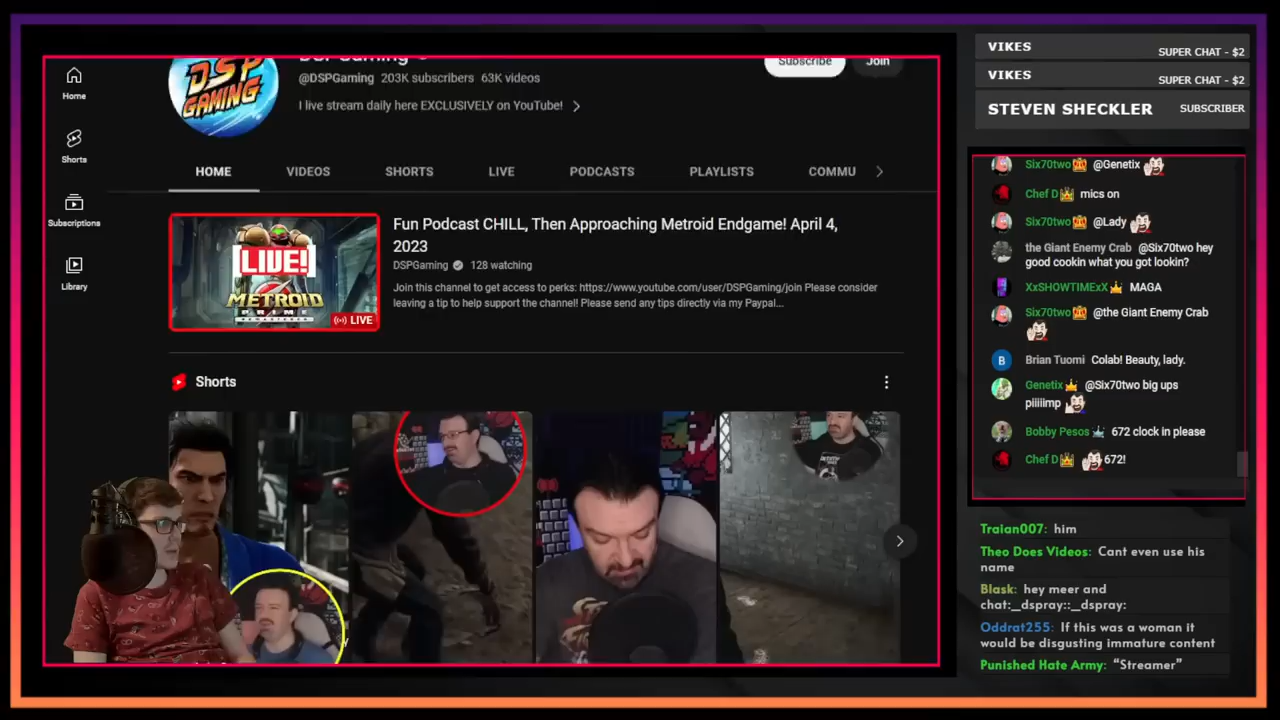 Home
Shorts
Subscriptions
Library
DSP GAMING
DSP Gaming
@DSPGaming 203K subscribers 63K videos
I live stream daily here EXCLUSIVELY on YouTube!
Subscribe
Join
HOME VIDEOS SHORTS LIVE PODCASTS PLAYLISTS COMMU
LIVE!
METROID
PRIME
REMASTERED
LIVE
Fun Podcast CHILL, Then Approaching Metroid Endgame! April 4,
2023
DSPGaming 128 watching
Join this channel to get access to perks: https://www.youtube.com/user/DSPGaming/join Please consider
leaving a tip to help support the channel! Please send any tips directly via my Paypal...
Shorts
VIKES SUPER CHAT - $2
VIKES SUPER CHAT - $2
STEVEN SHECKLER SUBSCRIBER
Six70two @Genetix
Chef D mics on
Six70two @Lady
the Giant Enemy Crab @Six70two hey
good cookin what you got lookin?
XxSHOWTIMExX MAGA
Six70two @the Giant Enemy Crab
Brian Tuomi Colab! Beauty, lady.
B
Genetix @Six70two big ups
piiiiimp
Bobby Pesos 672 clock in please
Chef D 672!
Traian007: him
Theo Does Videos: Cant even use his
name
Blask: hey meer and
chat:_dspray::_dspray:
Oddrat255: If this was a woman it
would be disgusting immature content
Punished Hate Army: “Streamer”